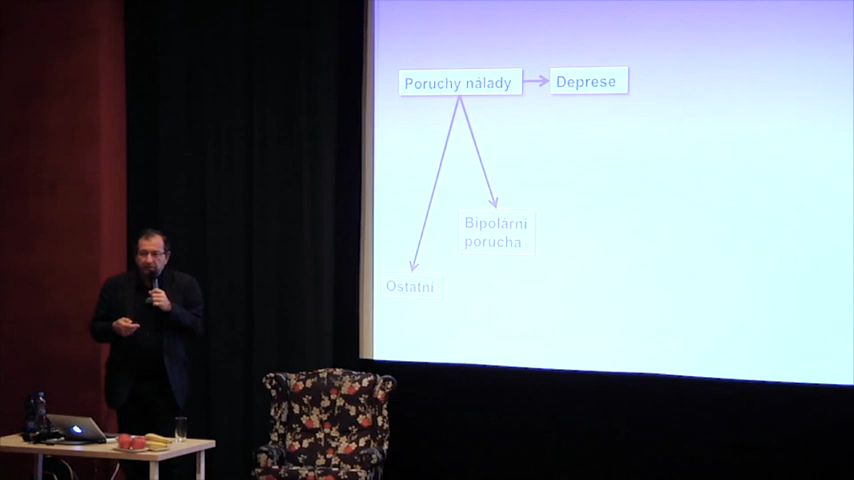 Poruchy nálady
Deprese
Bipolární
porucha
Ostatní